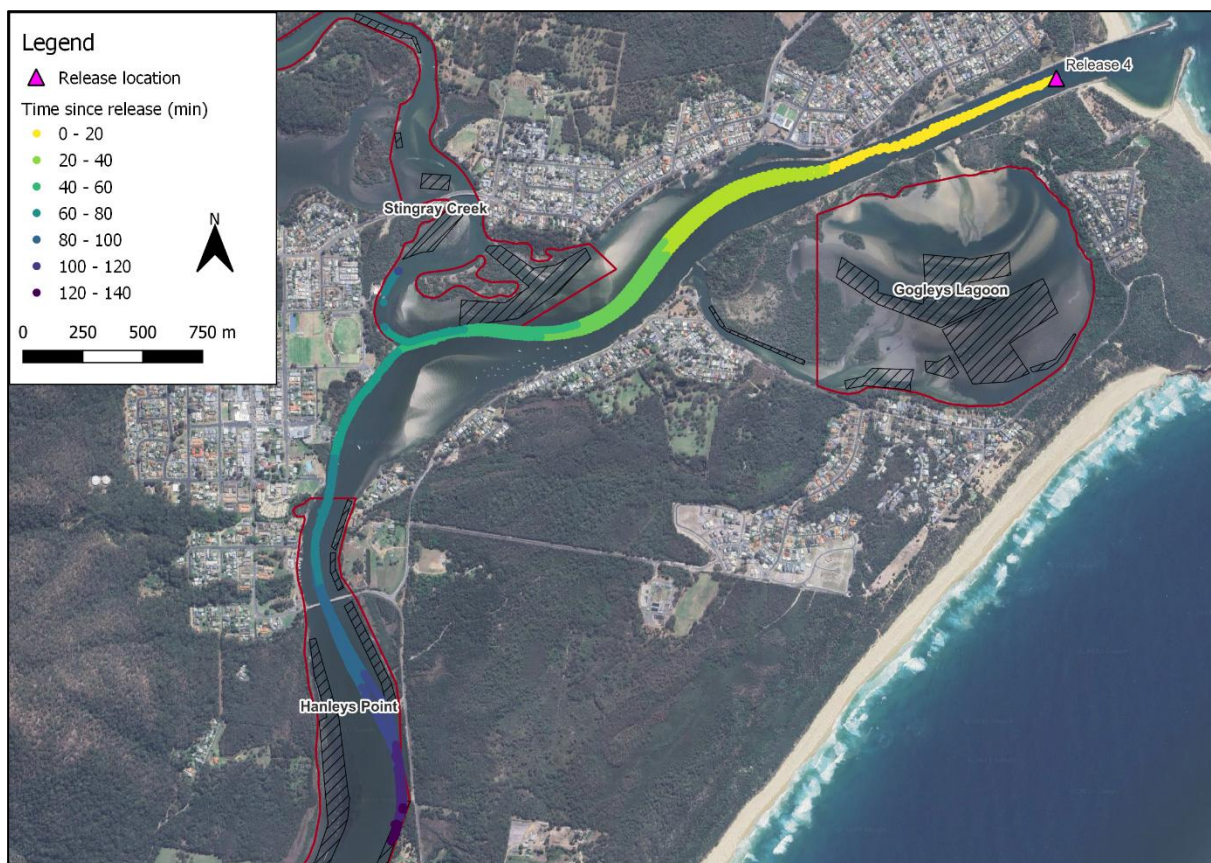 Legend
Release location
Time since release (min)
0 - 20
20 - 40
40 - 60
60 - 80
80 - 100
100 - 120
120 - 140
N
0 250 500 750 m
Release 4
Stingray Creek
Gogleys Lagoon
Hanleys Point